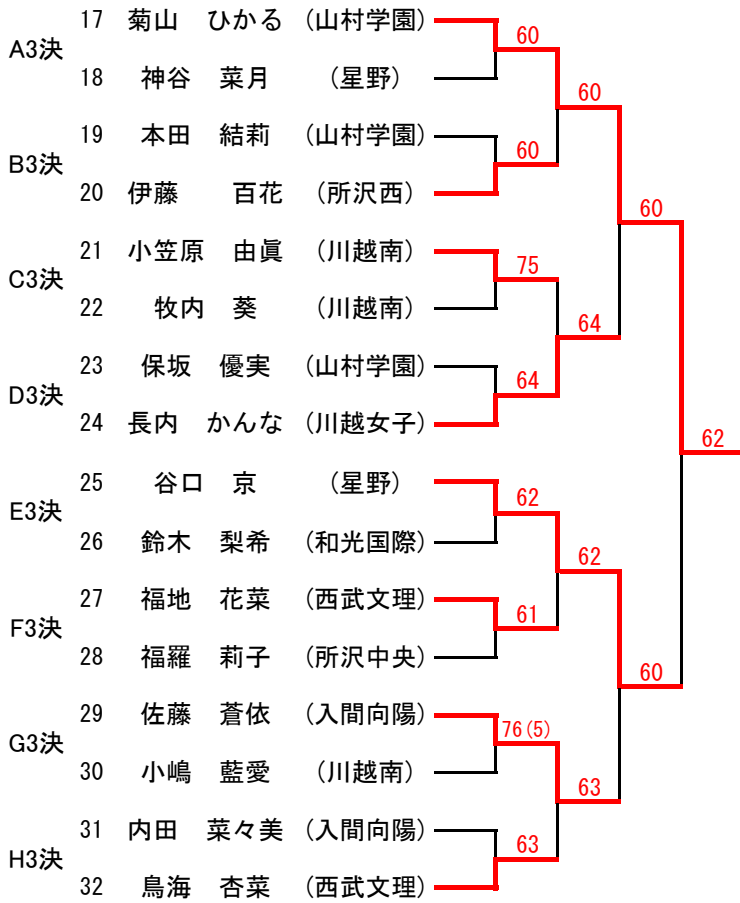 17 菊山 ひかる (山村学園)
60
A3決
18 神谷 菜月 (星野)
60
19 本田 結莉 (山村学園)
60
B3決
20 伊藤 百花 (所沢西)
60
21 小笠原 由眞 (川越南)
75
C3決
22 牧内 葵 (川越南)
64
23 保坂 優実 (山村学園)
64
D3決
24 長内 かんな (川越女子)
62
25 谷口 京 (星野)
62
E3決
26 鈴木 梨希 (和光国際)
62
27 福地 花菜 (西武文理)
61
F3決
28 福羅 莉子 (所沢中央)
60
29 佐藤 蒼依 (入間向陽)
76(5)
G3決
30 小嶋 藍愛 (川越南)
63
31 内田 菜々美 (入間向陽)
63
H3決
32 鳥海 杏菜 (西武文理)